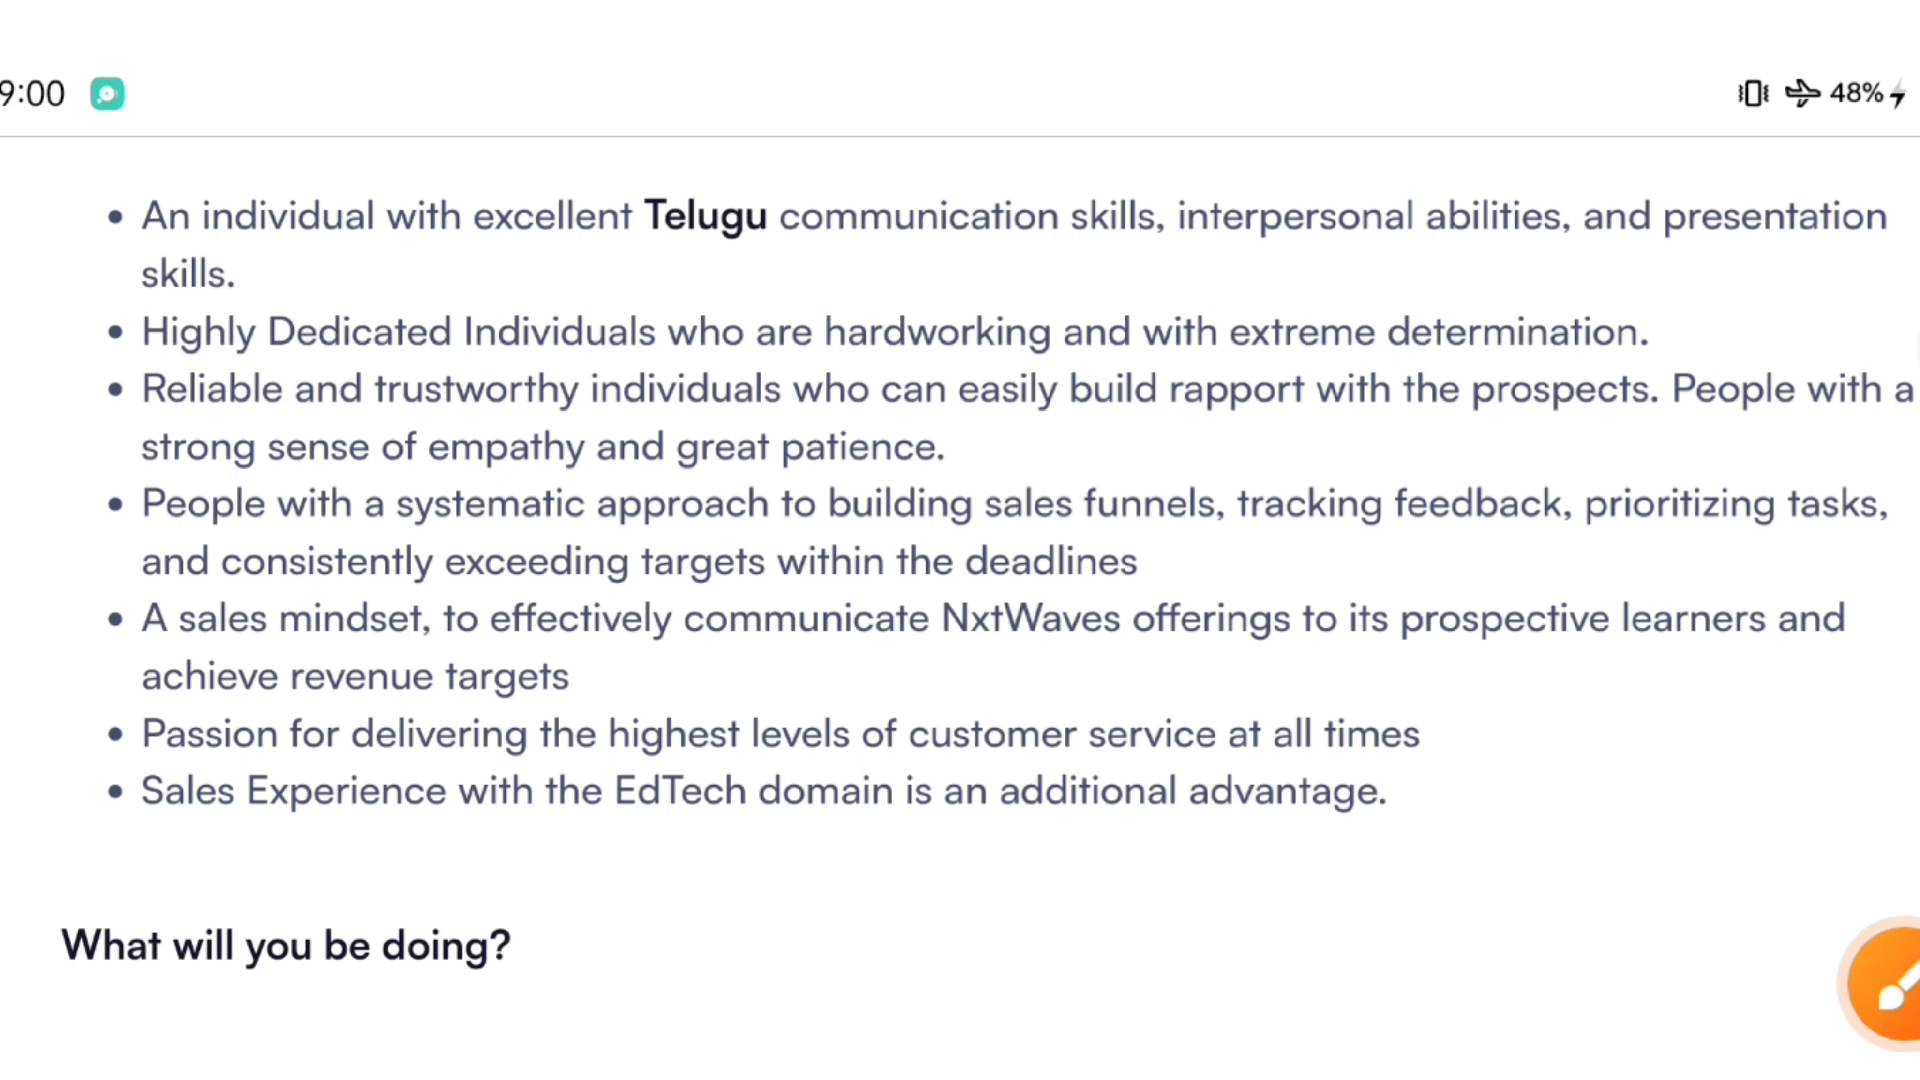 9:00
48%
An individual with excellent Telugu communication skills, interpersonal abilities, and presentation
skills.
Highly Dedicated Individuals who are hardworking and with extreme determination.
Reliable and trustworthy individuals who can easily build rapport with the prospects. People with a
strong sense of empathy and great patience.
People with a systematic approach to building sales funnels, tracking feedback, prioritizing tasks,
and consistently exceeding targets within the deadlines
A sales mindset, to effectively communicate NxtWaves offerings to its prospective learners and
achieve revenue targets
Passion for delivering the highest levels of customer service at all times
Sales Experience with the EdTech domain is an additional advantage.
What will you be doing?